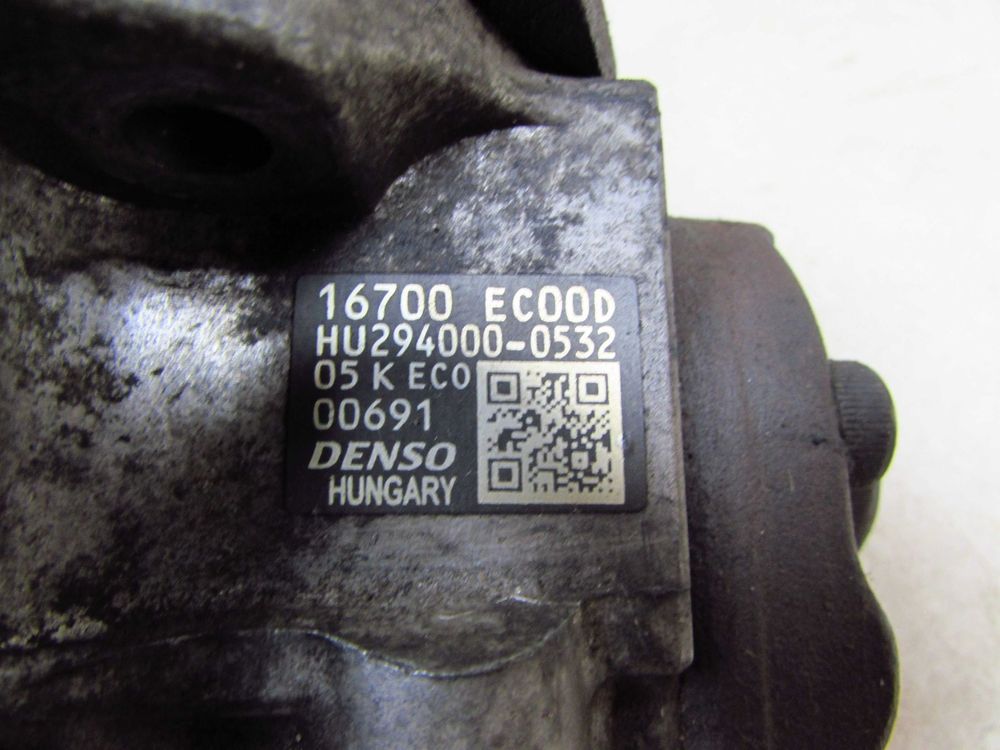 16700 EC00D
HU294000-0532
05 K EC0
00691
DENSO
HUNGARY